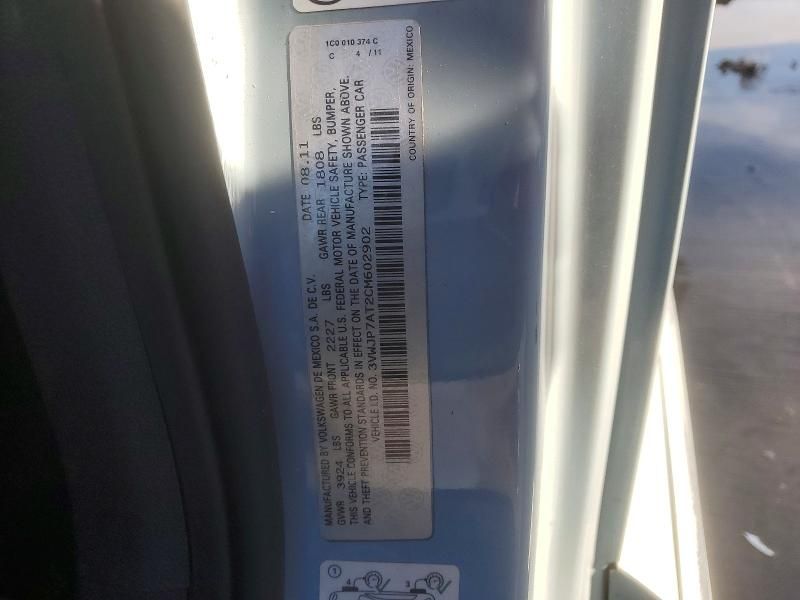 MANUFACTURED BY VOLKSWAGEN DE MEXICO S.A. DE C.V. DATE 08.11
GVWR 3924 LBS GAWR FRONT 2227 LBS GAWR REAR 1808 LBS
THIS VEHICLE CONFORMS TO ALL APPLICABLE U.S. FEDERAL MOTOR VEHICLE SAFETY, BUMPER,
AND THEFT PREVENTION STANDARDS IN EFFECT ON THE DATE OF MANUFACTURE SHOWN ABOVE.
VEHICLE I.D. NO. 3VWJP7AT2CM602902 TYPE: PASSENGER CAR
1C0 010 374 C
C 4 / 11
COUNTRY OF ORIGIN: MEXICO
1
4
3